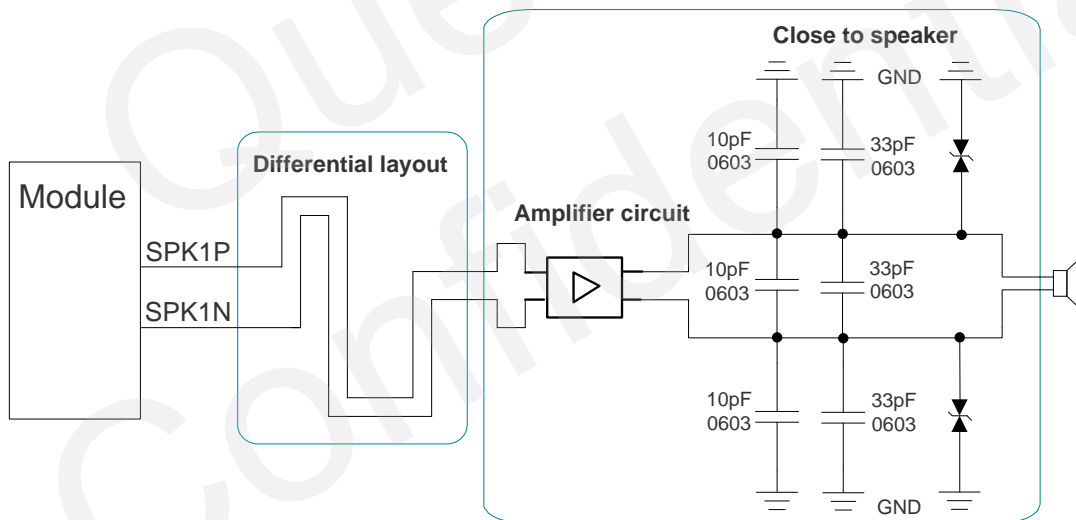 Close to speaker
GND
10pF
0603
33pF
0603
Differential layout
Module
Amplifier circuit
SPK1P
10pF
0603
33pF
0603
SPK1N
10pF
0603
33pF
0603
GND
Confidential